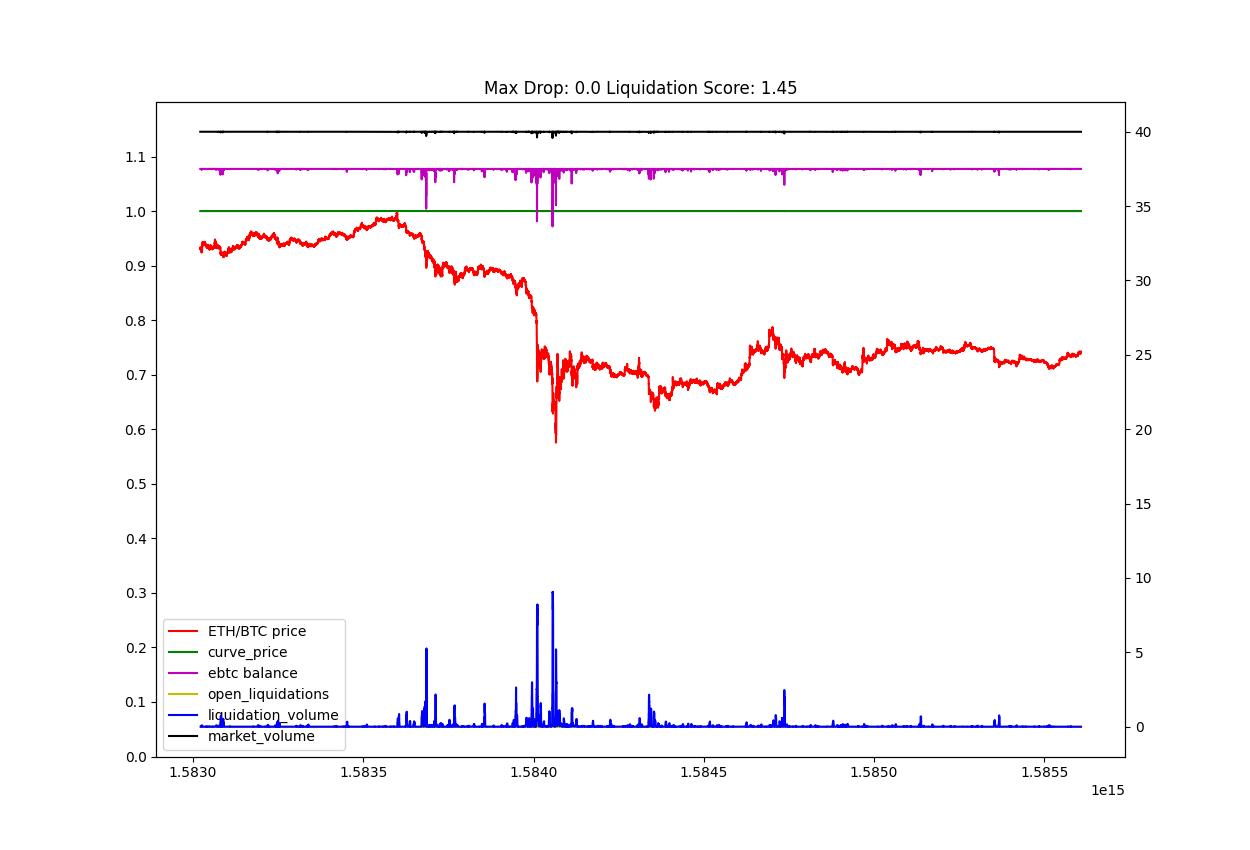 Max Drop: 0.0 Liquidation Score: 1.45
1.1
1.0
0.9
0.8
0.7
0.6
0.5
0.4
0.3
0.2
0.1
0.0
40
35
30
25
20
15
10
5
0
ETH/BTC price
curve_price
ebtc balance
open_liquidations
liquidation_volume
market_volume
1.5830 1.5835 1.5840 1.5845 1.5850 1.5855
1e15